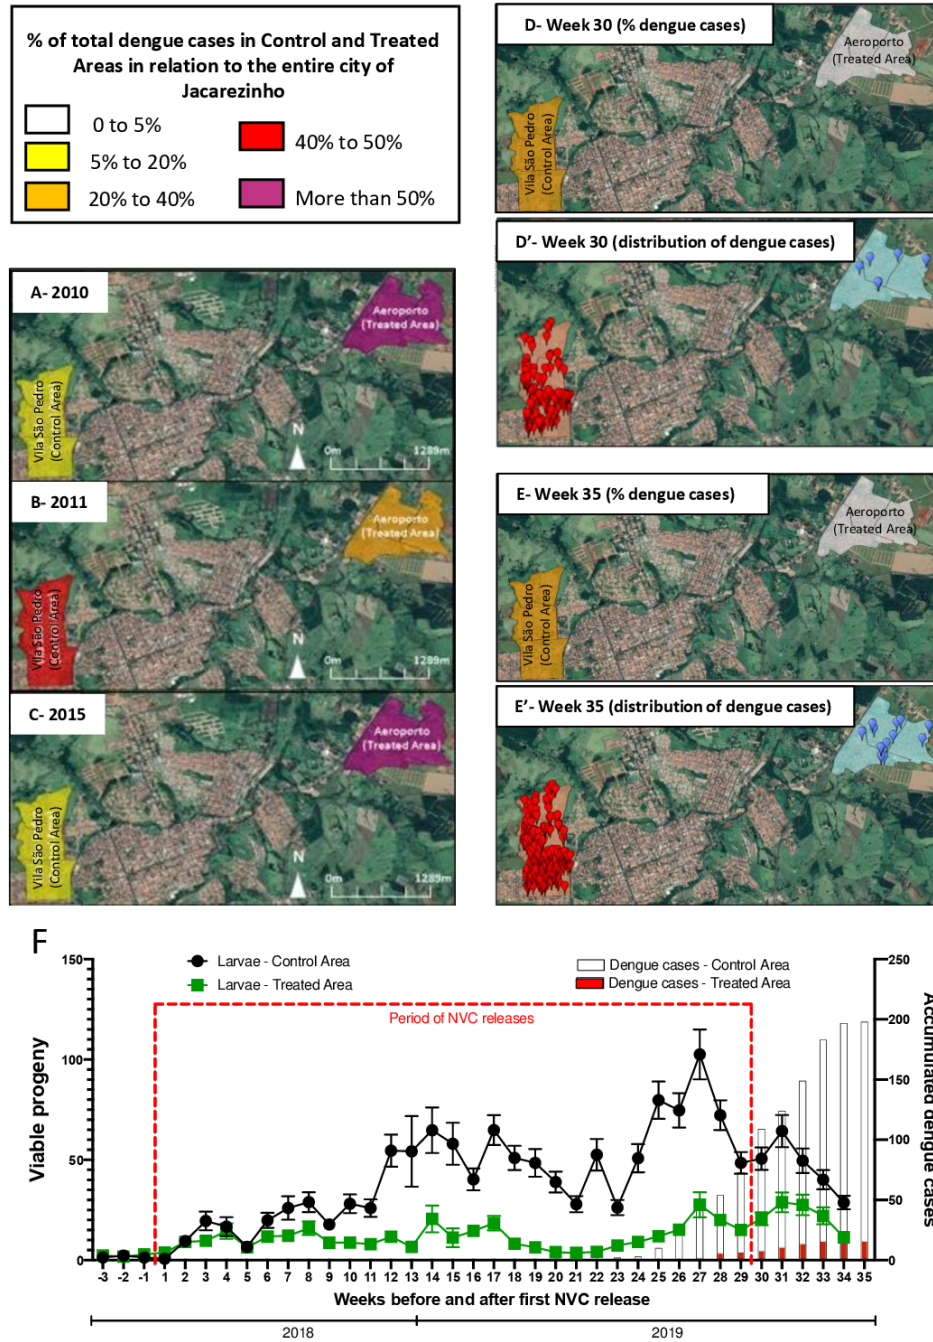 % of total dengue cases in Control and Treated
Areas in relation to the entire city of
Jacarezinho
0 to 5%
5% to 20%
20% to 40%
40% to 50%
More than 50%
A- 2010
Aeroporto
(Treated Area)
Vila São Pedro
(Control Area)
N
0m 1289m
B- 2011
Aeroporto
(Treated Area)
Vila São Pedro
(Control Area)
N
0m 1289m
C- 2015
Aeroporto
(Treated Area)
Vila São Pedro
(Control Area)
N
0m 1289m
D- Week 30 (% dengue cases)
Aeroporto
(Treated Area)
Vila São Pedro
(Control Area)
D’- Week 30 (distribution of dengue cases)
E- Week 35 (% dengue cases)
Aeroporto
(Treated Area)
Vila São Pedro
(Control Area)
E’- Week 35 (distribution of dengue cases)
F
Larvae - Control Area
Larvae - Treated Area
Dengue cases - Control Area
Dengue cases - Treated Area
Period of NVC releases
Viable progeny
150
100
50
0
Accumulated dengue cases
250
200
150
100
50
0
-3 -2 -1 1 2 3 4 5 6 7 8 9 10 11 12 13 14 15 16 17 18 19 20 21 22 23 24 25 26 27 28 29 30 31 32 33 34 35
Weeks before and after first NVC release
2018 2019